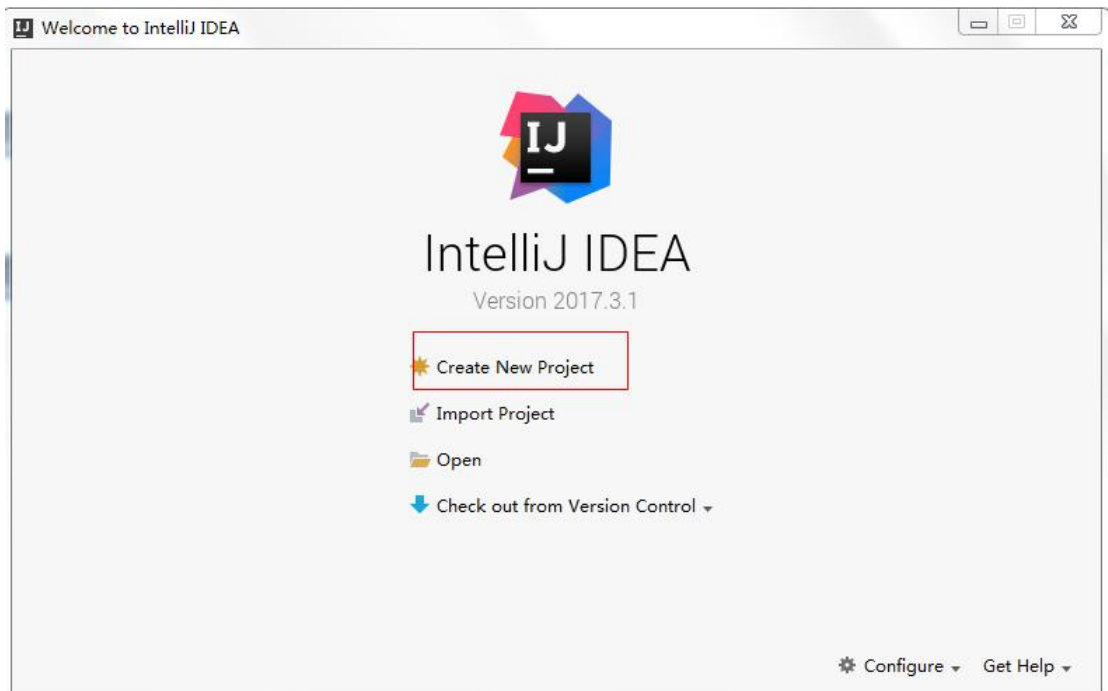 Welcome to IntelliJ IDEA
IJ
IntelliJ IDEA
Version 2017.3.1
Create New Project
Import Project
Open
Check out from Version Control
Configure Get Help